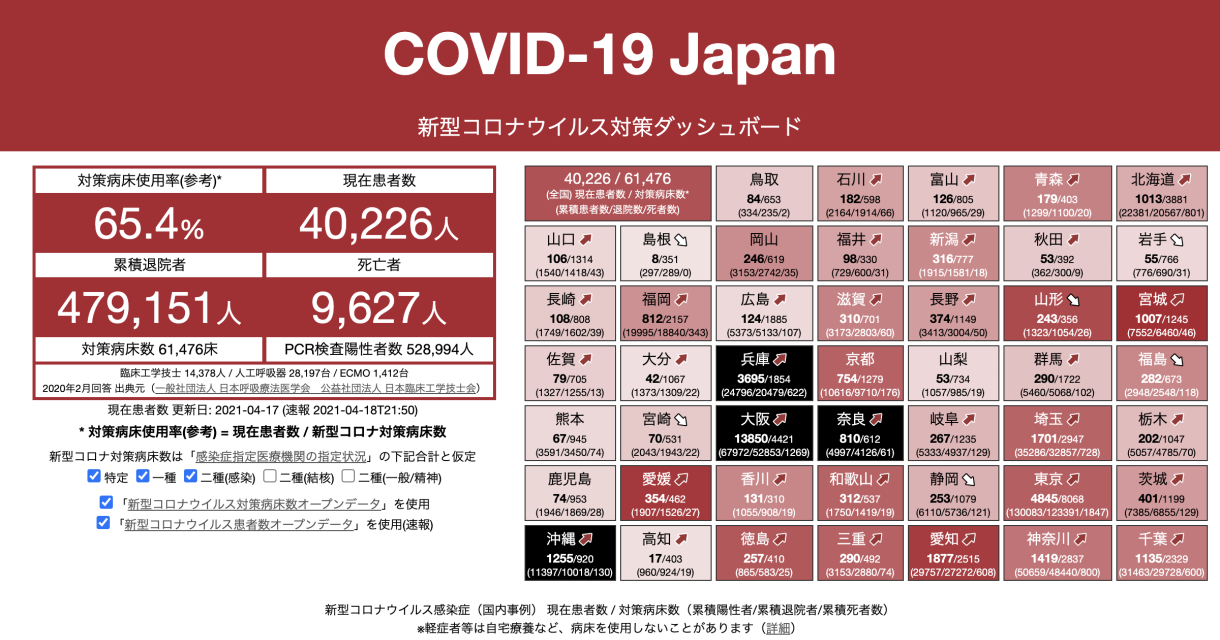 COVID-19 Japan
新型コロナウイルス対策ダッシュボード
対策病床使用率(参考)*
現在患者数
65.4%
40,226人
累積退院者
死亡者
479,151人
9,627人
対策病床数 61,476床
PCR検査陽性者数 528,994人
臨床工学技士 14,378人 / 人工呼吸器 28,197台 / ECMO 1,412台
2020年2月回答 出典元（一般社団法人 日本呼吸療法医学会　公益社団法人 日本臨床工学技士会）
現在患者数 更新日: 2021-04-17 (速報 2021-04-18T21:50)
* 対策病床使用率(参考) = 現在患者数 / 新型コロナ対策病床数
新型コロナ対策病床数は「感染症指定医療機関の指定状況」の下記合計と仮定
特定 一種 二種(感染) 二種(結核) 二種(一般/精神)
「新型コロナウイルス対策病床数オープンデータ」を使用
「新型コロナウイルス患者数オープンデータ」を使用(速報)
40,226 / 61,476
(全国) 現在患者数 / 対策病床数*
(累積患者数/退院数/死者数)
鳥取
84/653
(334/235/2)
石川
182/598
(2164/1914/66)
富山
126/805
(1120/965/29)
青森
179/403
(1299/1100/20)
北海道
1013/3881
(22381/20567/801)
山口
106/1314
(1540/1418/43)
島根
8/351
(297/289/0)
岡山
246/619
(3153/2742/35)
福井
98/330
(729/600/31)
新潟
316/777
(1915/1581/18)
秋田
53/392
(362/300/9)
岩手
55/766
(776/690/31)
長崎
108/808
(1749/1602/39)
福岡
812/2157
(19995/18840/343)
広島
124/1885
(5373/5133/107)
滋賀
310/701
(3173/2803/60)
長野
374/1149
(3413/3004/50)
山形
243/356
(1323/1054/26)
宮城
1007/1245
(7552/6460/46)
佐賀
79/705
(1327/1255/13)
大分
42/1067
(1373/1309/22)
兵庫
3695/1854
(24796/20479/622)
京都
754/1279
(10616/9710/176)
山梨
53/734
(1057/985/19)
群馬
290/1722
(5460/5068/102)
福島
282/673
(2948/2548/118)
熊本
67/945
(3591/3450/74)
宮崎
70/531
(2043/1943/22)
大阪
13850/4421
(67972/52853/1269)
奈良
810/612
(4997/4126/61)
岐阜
267/1235
(5333/4937/129)
埼玉
1701/2947
(35286/32857/728)
栃木
202/1047
(5057/4785/70)
鹿児島
74/953
(1946/1869/28)
愛媛
354/462
(1907/1526/27)
香川
131/310
(1055/908/19)
和歌山
312/537
(1750/1419/19)
静岡
253/1079
(6110/5736/121)
東京
4845/8068
(130083/123391/1847)
茨城
401/1199
(7385/6855/129)
沖縄
1255/920
(11397/10018/130)
高知
17/403
(960/924/19)
徳島
257/410
(865/583/25)
三重
290/492
(3153/2880/74)
愛知
1877/2515
(29757/27272/608)
神奈川
1419/2837
(50659/48440/800)
千葉
1135/2329
(31463/29728/600)
新型コロナウイルス感染症（国内事例） 現在患者数 / 対策病床数（累積陽性者/累積退院者/累積死者数）
※軽症者等は自宅療養など、病床を使用しないことがあります（詳細）